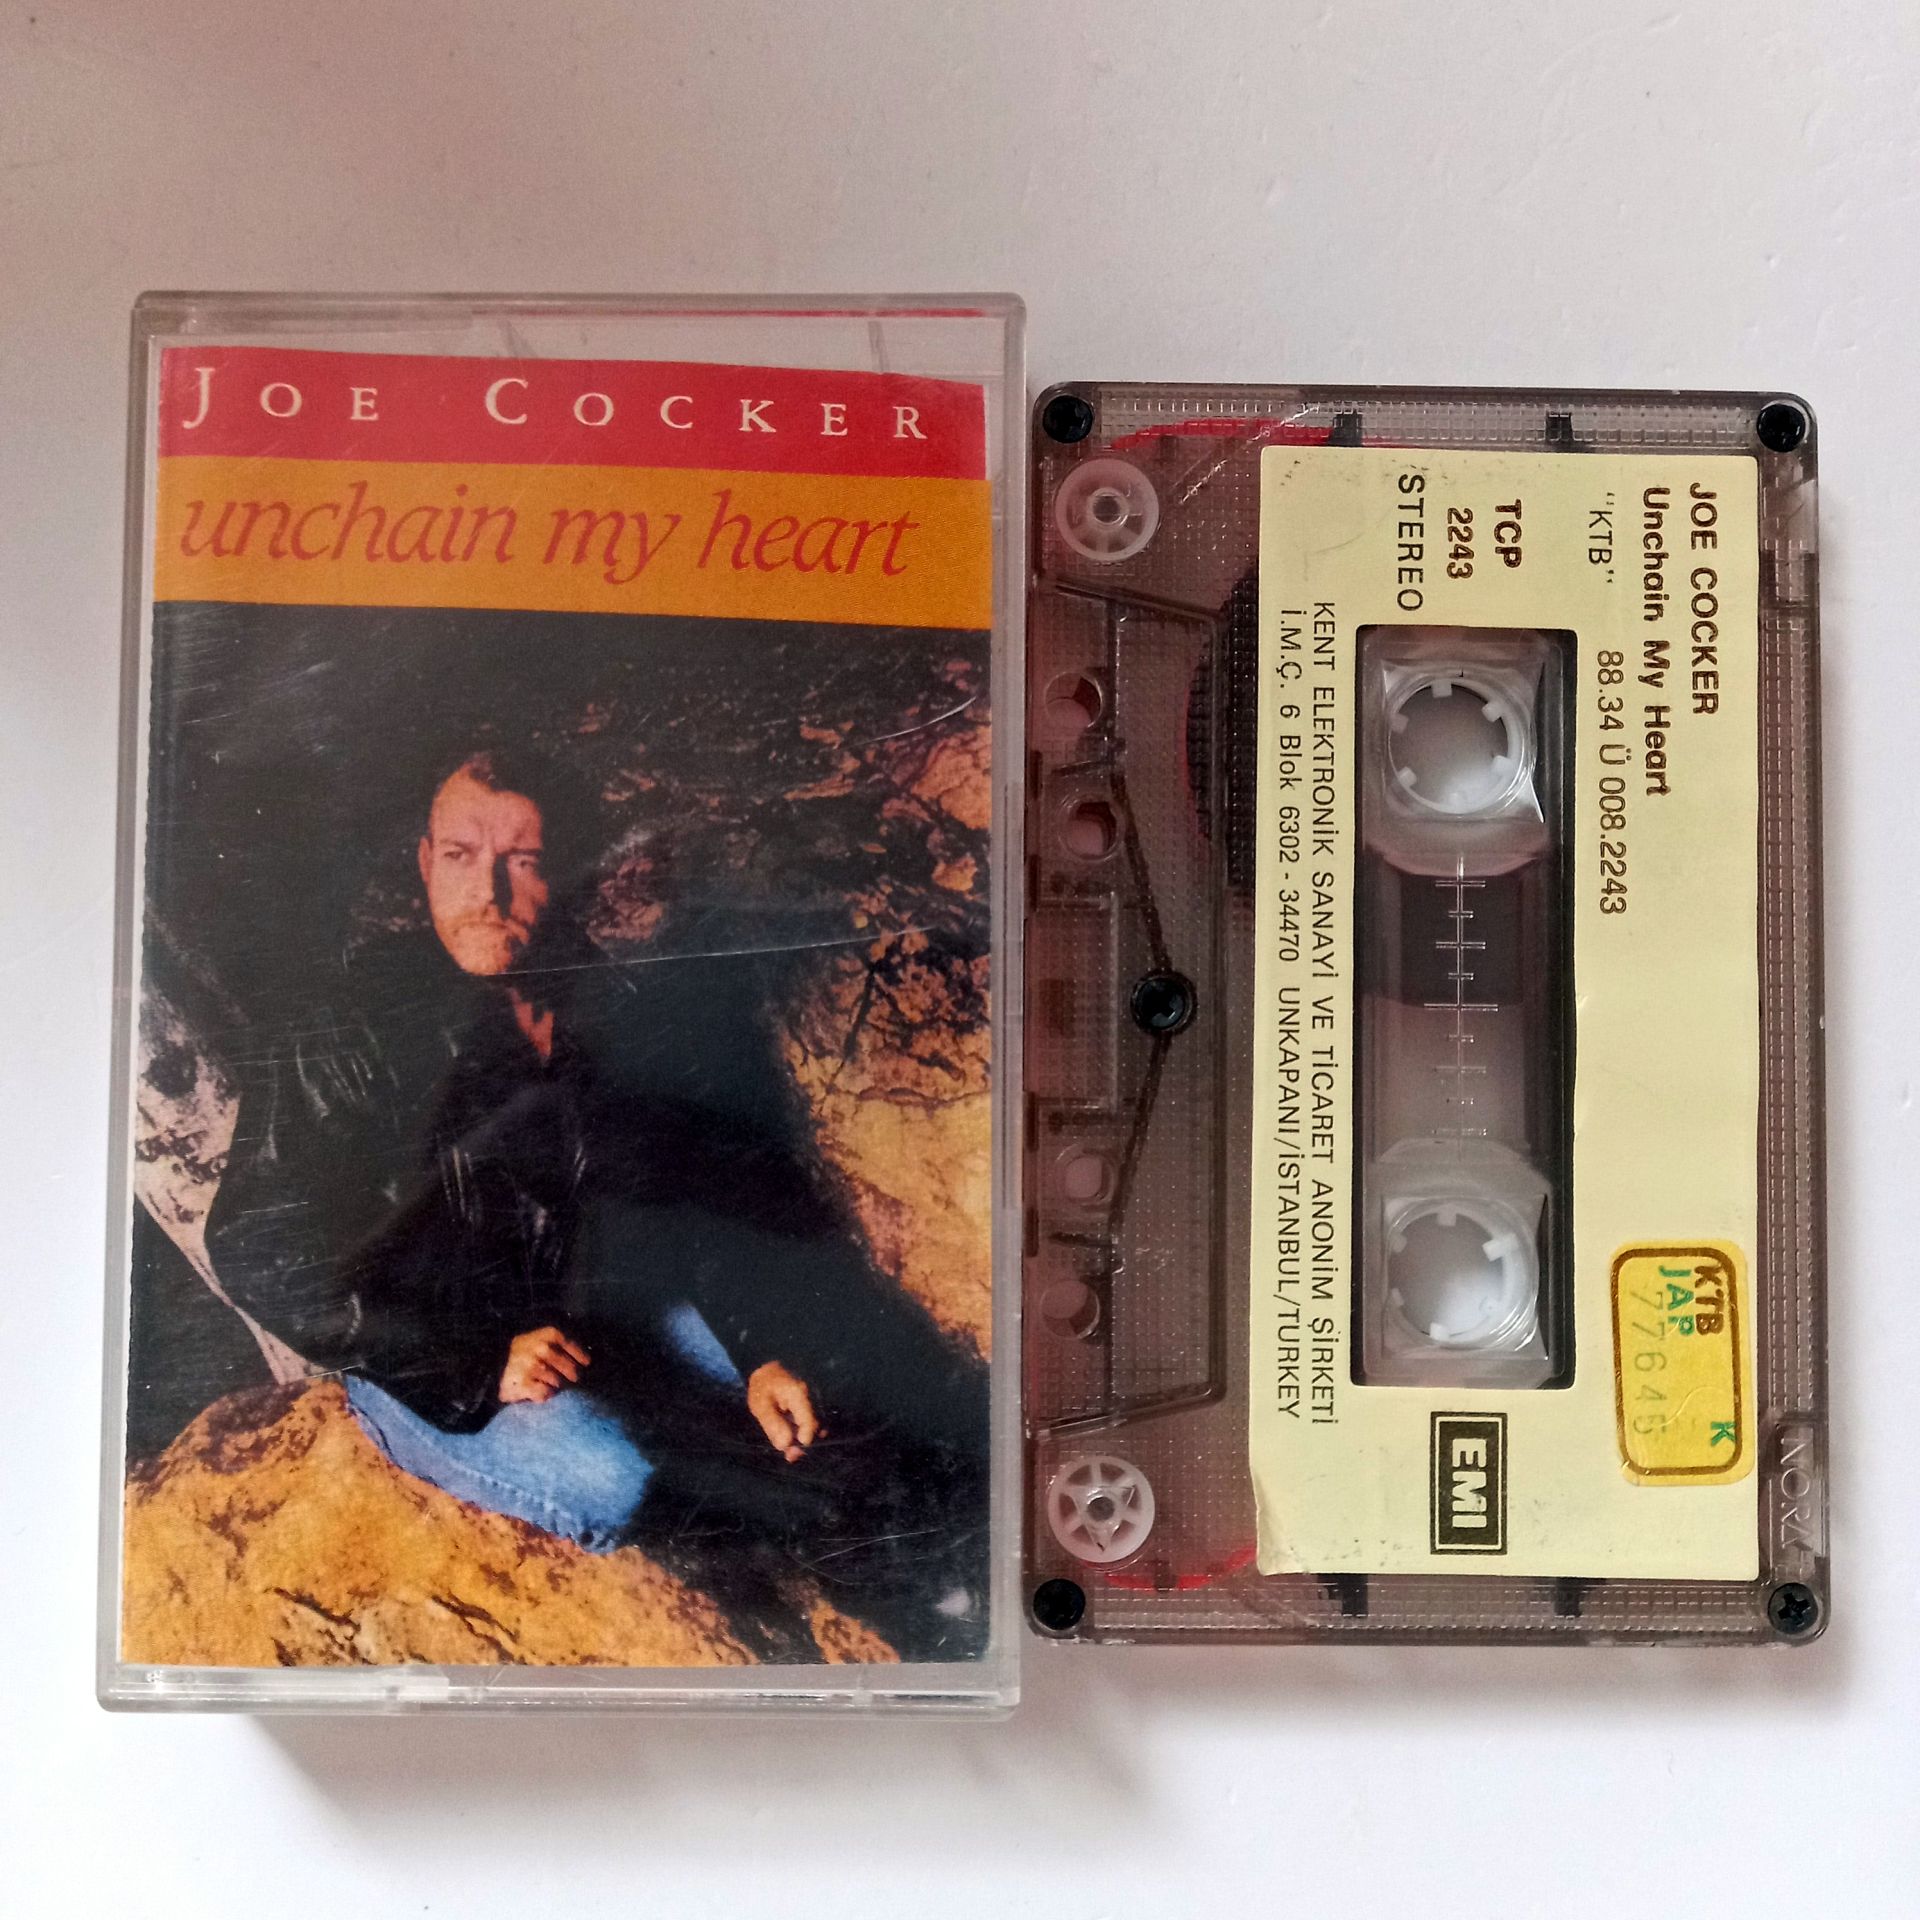 JOE COCKER
unchain my heart
JOE COCKER
Unchain My Heart
"KTB" 88.34 Ü 008.2243
TCP
2243
STEREO
KENT ELEKTRONİK SANAYİ VE TİCARET ANONİM ŞİRKETİ
İ.M.Ç. 6 Blok 6302 - 34470 UNKAPANI/İSTANBUL/TURKEY
EMI
KTB
JAP K
77645